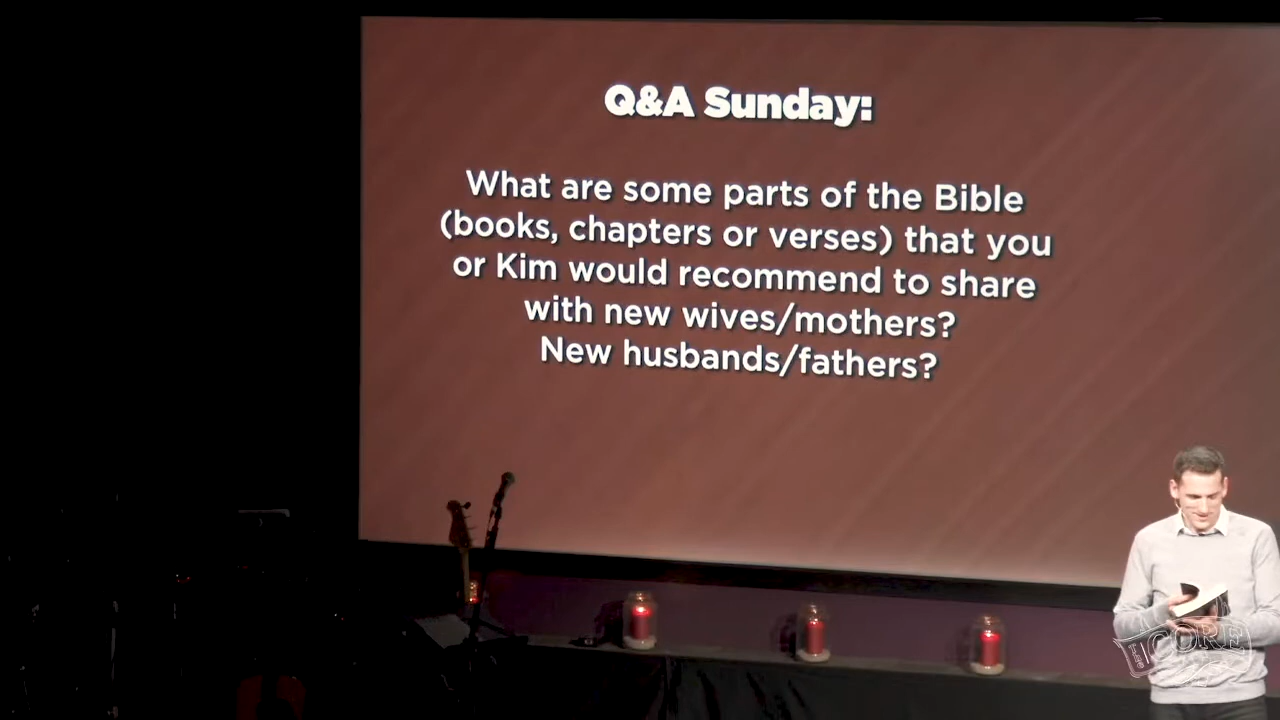 Q&A Sunday:
What are some parts of the Bible
(books, chapters or verses) that you
or Kim would recommend to share
with new wives/mothers?
New husbands/fathers?
THE CORE